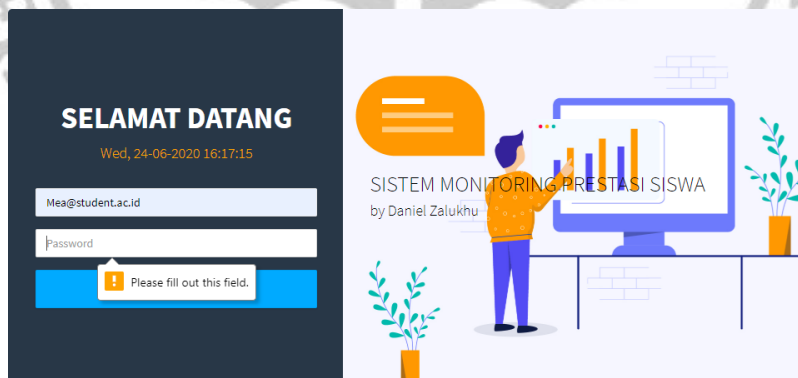 SELAMAT DATANG
Wed, 24-06-2020 16:17:15
Mea@student.ac.id
Password
Please fill out this field.
SISTEM MONITORING PRESTASI SISWA
by Daniel Zalukhu